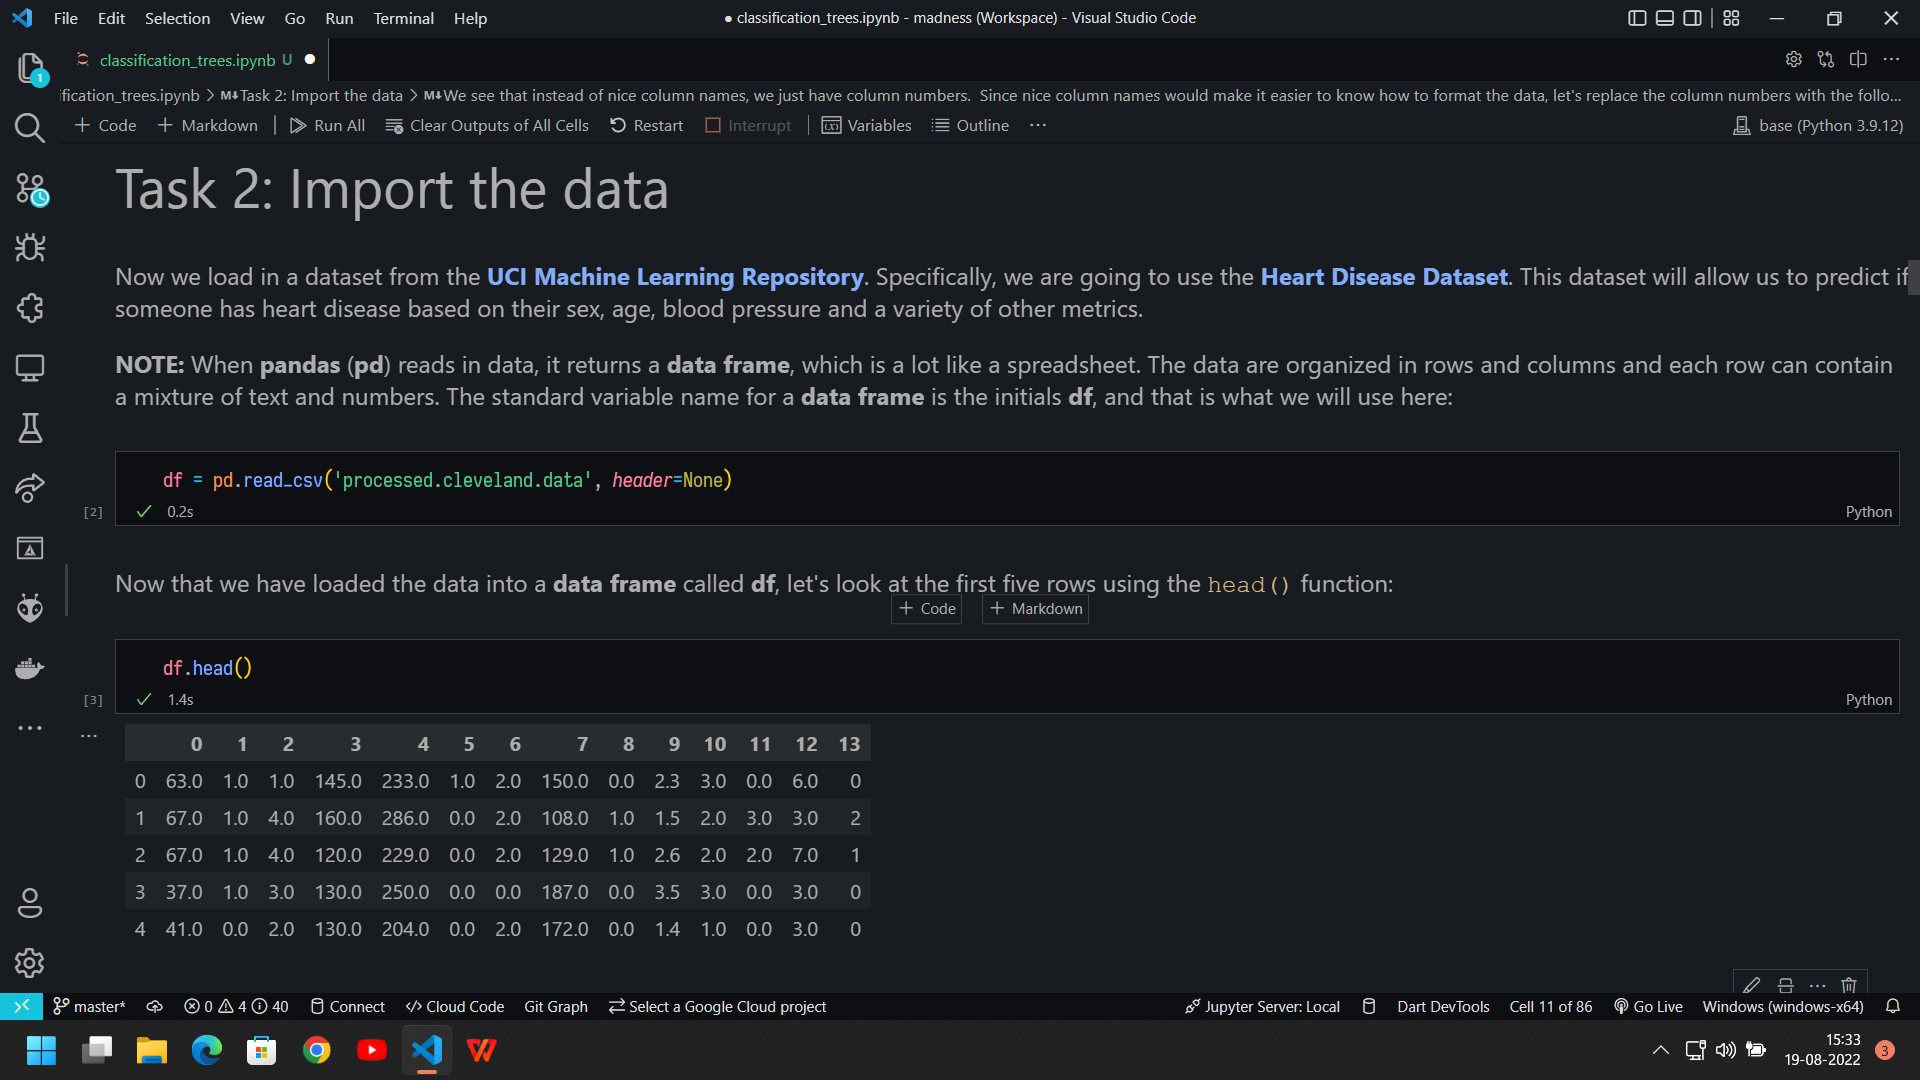 File Edit Selection View Go Run Terminal Help
● classification_trees.ipynb - madness (Workspace) - Visual Studio Code
classification_trees.ipynb U ●
1
ification_trees.ipynb > M↓Task 2: Import the data > M↓We see that instead of nice column names, we just have column numbers. Since nice column names would make it easier to know how to format the data, let's replace the column numbers with the follo...
+ Code + Markdown | Run All Clear Outputs of All Cells Restart Interrupt | Variables Outline ... base (Python 3.9.12)
Task 2: Import the data
Now we load in a dataset from the UCI Machine Learning Repository. Specifically, we are going to use the Heart Disease Dataset. This dataset will allow us to predict if
someone has heart disease based on their sex, age, blood pressure and a variety of other metrics.
NOTE: When pandas (pd) reads in data, it returns a data frame, which is a lot like a spreadsheet. The data are organized in rows and columns and each row can contain
a mixture of text and numbers. The standard variable name for a data frame is the initials df, and that is what we will use here:
df = pd.read_csv('processed.cleveland.data', header=None)
[2] ✓ 0.2s Python
Now that we have loaded the data into a data frame called df, let's look at the first five rows using the head() function:
+ Code + Markdown
df.head()
[3] ✓ 1.4s Python
...
0 1 2 3 4 5 6 7 8 9 10 11 12 13
0 63.0 1.0 1.0 145.0 233.0 1.0 2.0 150.0 0.0 2.3 3.0 0.0 6.0 0
1 67.0 1.0 4.0 160.0 286.0 0.0 2.0 108.0 1.0 1.5 2.0 3.0 3.0 2
2 67.0 1.0 4.0 120.0 229.0 0.0 2.0 129.0 1.0 2.6 2.0 2.0 7.0 1
3 37.0 1.0 3.0 130.0 250.0 0.0 0.0 187.0 0.0 3.5 3.0 0.0 3.0 0
4 41.0 0.0 2.0 130.0 204.0 0.0 2.0 172.0 0.0 1.4 1.0 0.0 3.0 0
master* 0 4 40 Connect Cloud Code Git Graph Select a Google Cloud project Jupyter Server: Local Dart DevTools Cell 11 of 86 Go Live Windows (windows-x64)
15:33
19-08-2022 3